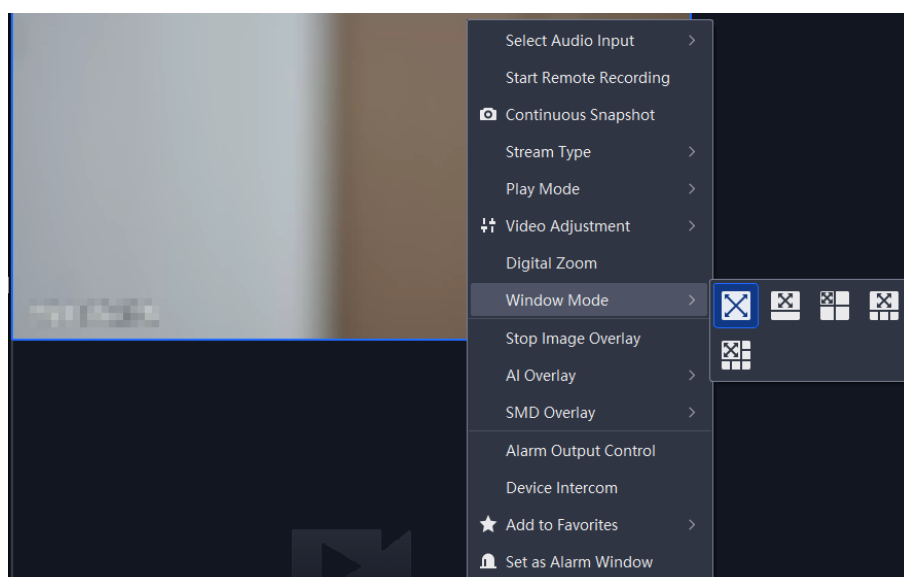 Select Audio Input
Start Remote Recording
Continuous Snapshot
Stream Type
Play Mode
Video Adjustment
Digital Zoom
Window Mode
Stop Image Overlay
AI Overlay
SMD Overlay
Alarm Output Control
Device Intercom
Add to Favorites
Set as Alarm Window